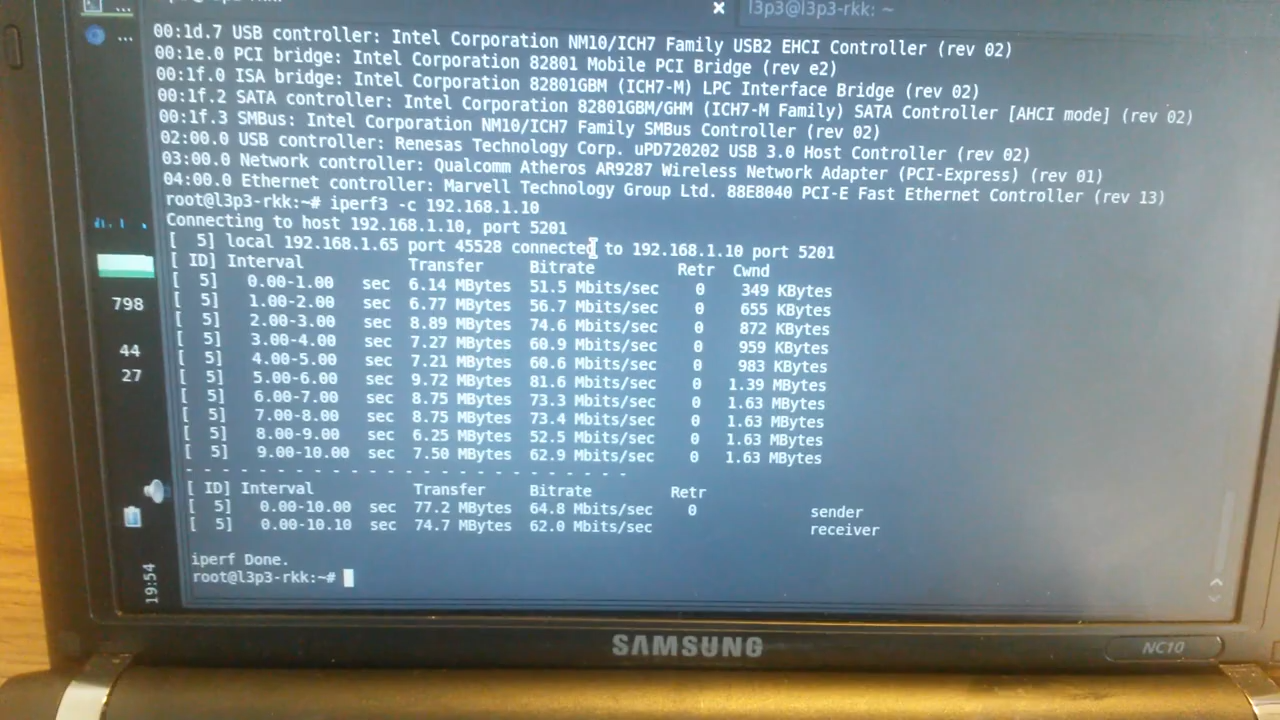 l3p3@l3p3-rkk: ~
00:1d.7 USB controller: Intel Corporation NM10/ICH7 Family USB2 EHCI Controller (rev 02)
00:1e.0 PCI bridge: Intel Corporation 82801 Mobile PCI Bridge (rev e2)
00:1f.0 ISA bridge: Intel Corporation 82801GBM (ICH7-M) LPC Interface Bridge (rev 02)
00:1f.2 SATA controller: Intel Corporation 82801GBM/GHM (ICH7-M Family) SATA Controller [AHCI mode] (rev 02)
00:1f.3 SMBus: Intel Corporation NM10/ICH7 Family SMBus Controller (rev 02)
02:00.0 USB controller: Renesas Technology Corp. uPD720202 USB 3.0 Host Controller (rev 02)
03:00.0 Network controller: Qualcomm Atheros AR9287 Wireless Network Adapter (PCI-Express) (rev 01)
04:00.0 Ethernet controller: Marvell Technology Group Ltd. 88E8040 PCI-E Fast Ethernet Controller (rev 13)
root@l3p3-rkk:~# iperf3 -c 192.168.1.10
Connecting to host 192.168.1.10, port 5201
[  5] local 192.168.1.65 port 45528 connected to 192.168.1.10 port 5201
[ ID] Interval Transfer Bitrate Retr Cwnd
[  5] 0.00-1.00 sec 6.14 MBytes 51.5 Mbits/sec 0 349 KBytes
[  5] 1.00-2.00 sec 6.77 MBytes 56.7 Mbits/sec 0 655 KBytes
[  5] 2.00-3.00 sec 8.89 MBytes 74.6 Mbits/sec 0 872 KBytes
[  5] 3.00-4.00 sec 7.27 MBytes 60.9 Mbits/sec 0 959 KBytes
[  5] 4.00-5.00 sec 7.21 MBytes 60.6 Mbits/sec 0 983 KBytes
[  5] 5.00-6.00 sec 9.72 MBytes 81.6 Mbits/sec 0 1.39 MBytes
[  5] 6.00-7.00 sec 8.75 MBytes 73.3 Mbits/sec 0 1.63 MBytes
[  5] 7.00-8.00 sec 8.75 MBytes 73.4 Mbits/sec 0 1.63 MBytes
[  5] 8.00-9.00 sec 6.25 MBytes 52.5 Mbits/sec 0 1.63 MBytes
[  5] 9.00-10.00 sec 7.50 MBytes 62.9 Mbits/sec 0 1.63 MBytes
- - - - - - - - - - - - - - - - - - - - - - - - -
[ ID] Interval Transfer Bitrate Retr
[  5] 0.00-10.00 sec 77.2 MBytes 64.8 Mbits/sec 0 sender
[  5] 0.00-10.10 sec 74.7 MBytes 62.0 Mbits/sec receiver
iperf Done.
root@l3p3-rkk:~#
...
...
798
44
27
19:54
SAMSUNG
NC10